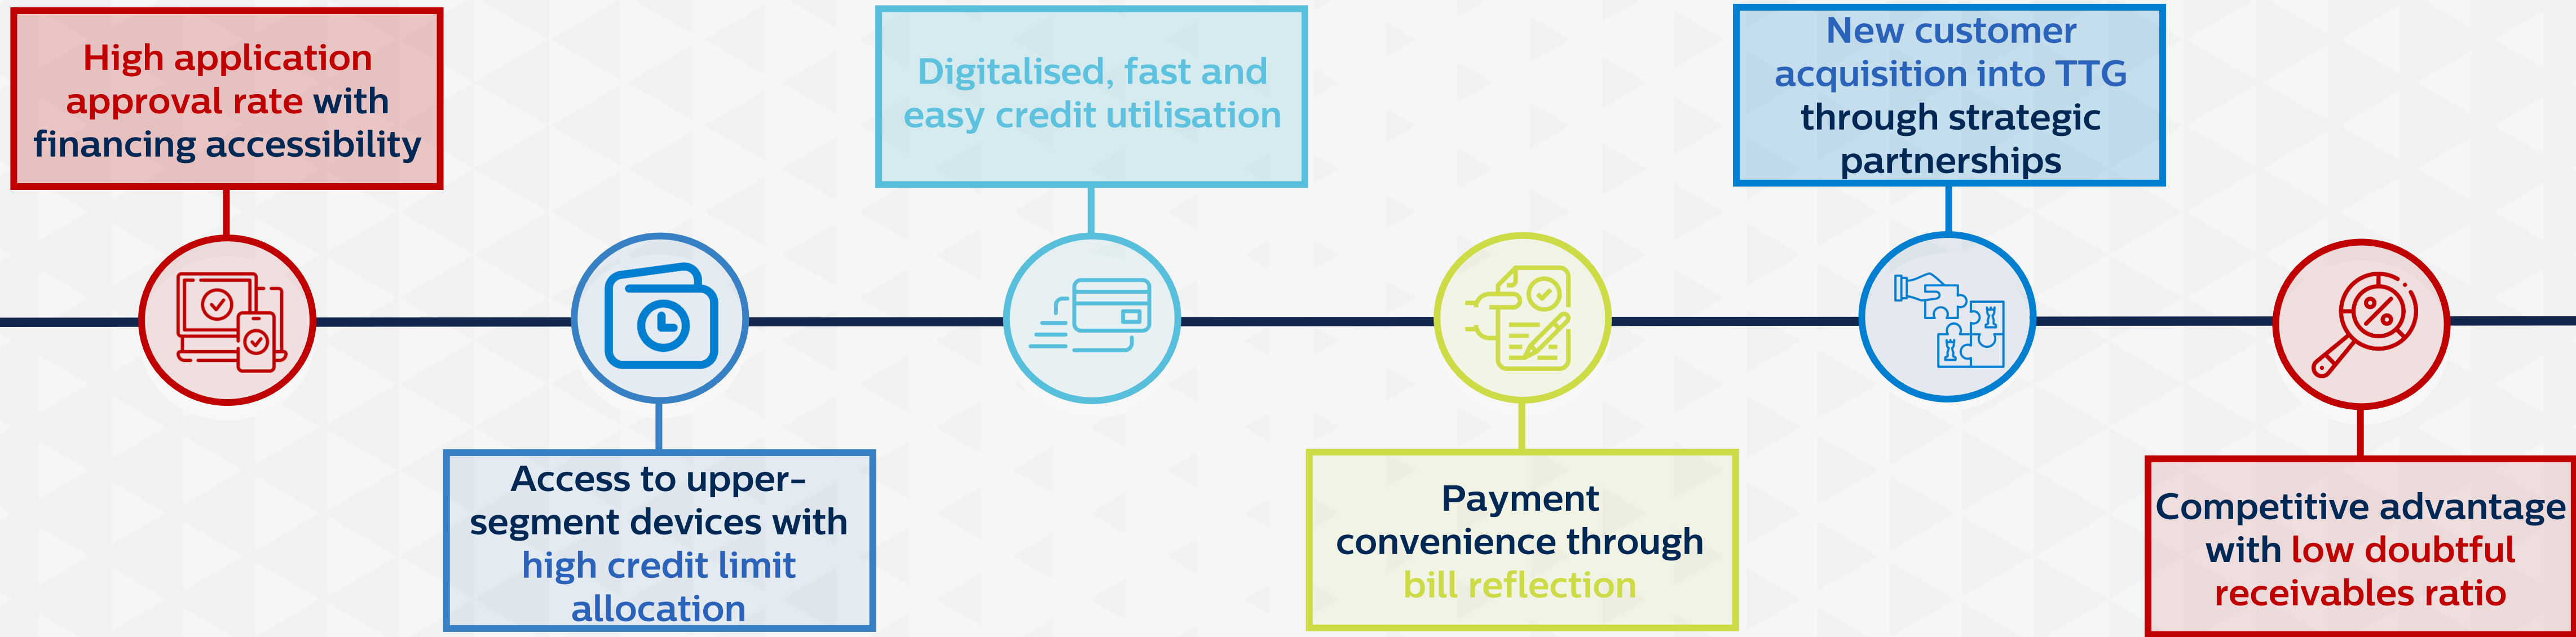 High application
approval rate with
financing accessibility
Access to upper-
segment devices with
high credit limit
allocation
Digitalised, fast and
easy credit utilisation
Payment
convenience through
bill reflection
New customer
acquisition into TTG
through strategic
partnerships
Competitive advantage
with low doubtful
receivables ratio